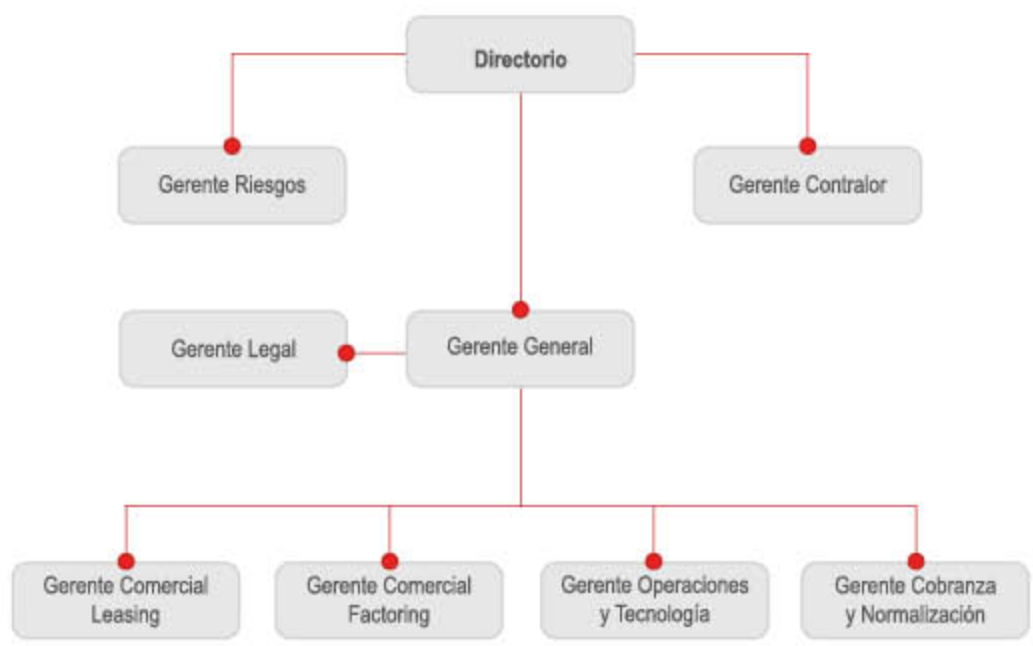 Directorio
Gerente Riesgos
Gerente Contralor
Gerente Legal
Gerente General
Gerente Comercial
Leasing
Gerente Comercial
Factoring
Gerente Operaciones
y Tecnología
Gerente Cobranza
y Normalización